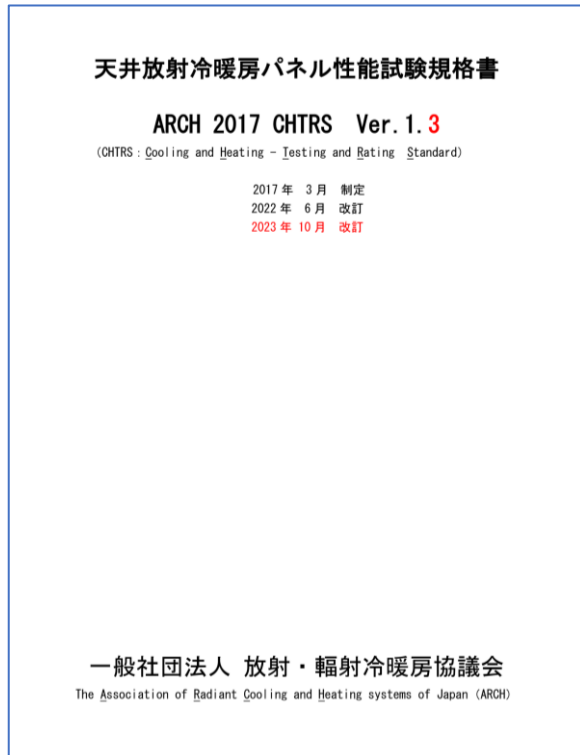 天井放射冷暖房パネル性能試験規格書
ARCH 2017 CHTRS Ver.1.3
(CHTRS : Cooling and Heating − Testing and Rating Standard)
2017 年 3 月 制定
2022 年 6 月 改訂
2023 年 10 月 改訂
一般社団法人 放射・輻射冷暖房協議会
The Association of Radiant Cooling and Heating systems of Japan (ARCH)